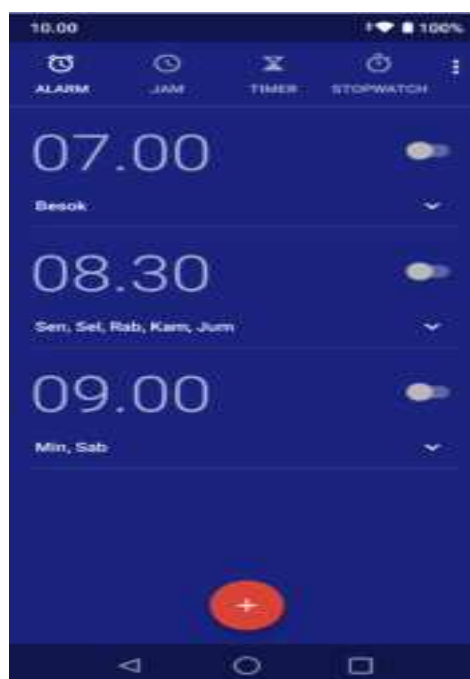 10.00 100%
ALARM JAM TIMER STOPWATCH
07.00
Besok
08.30
Sen, Sel, Rab, Kam, Jum
09.00
Min, Sab